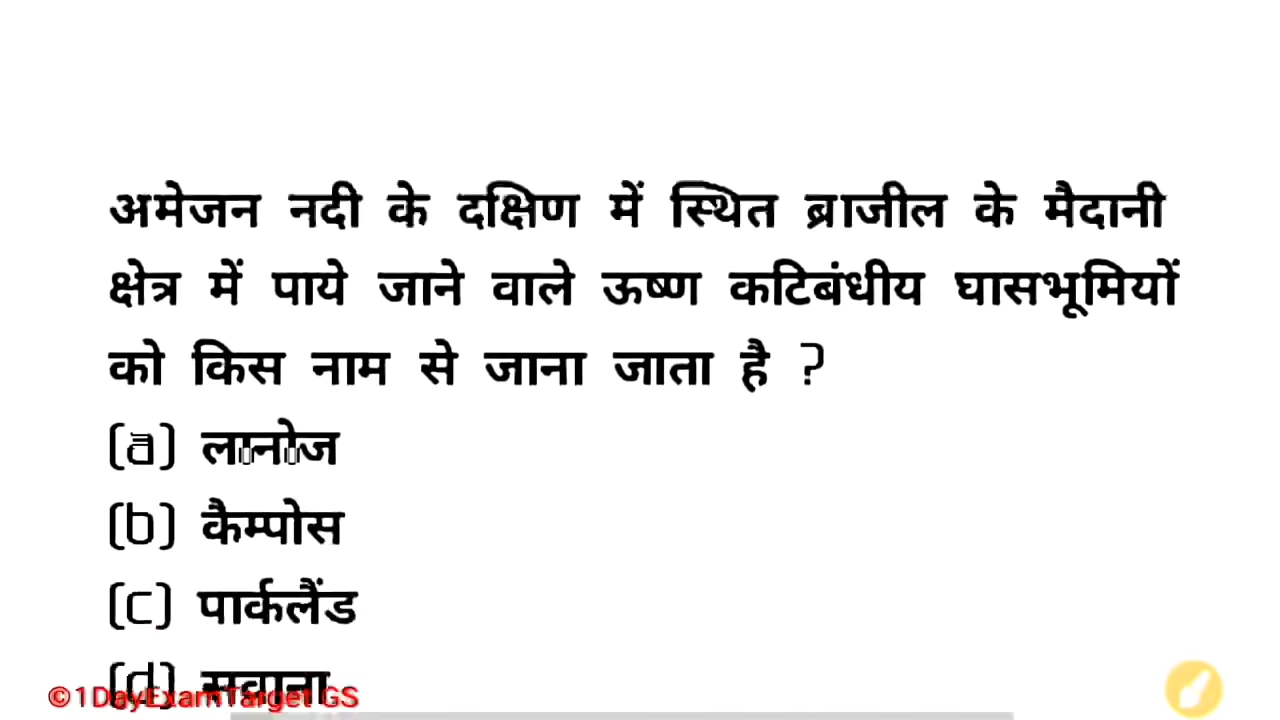 अमेजन नदी के दक्षिण में स्थित ब्राजील के मैदानी
क्षेत्र में पाये जाने वाले ऊष्ण कटिबंधीय घासभूमियों
को किस नाम से जाना जाता है ?
(a) लानोज
(b) कैम्पोस
(c) पार्कलैंड
(d) सवाना
©1DayExamTarget GS